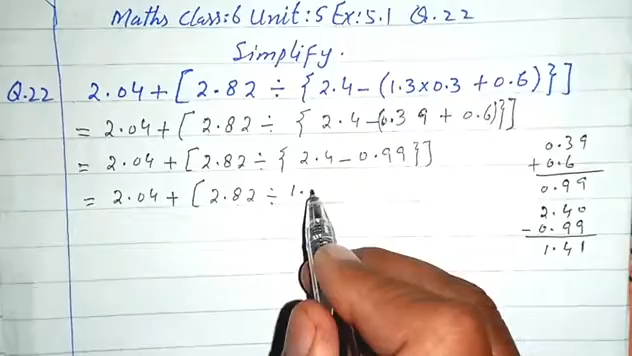 Maths Class:6 Unit:5 Ex:5.1 Q.22
Simplify.
Q.22 2.04+[2.82 ÷ {2.4-(1.3×0.3+0.6)}]
= 2.04+[2.82 ÷ {2.4-(0.39+0.6)}]
= 2.04+[2.82÷{2.4-0.99}]
= 2.04+[2.82÷1.
0.39
+0.6
0.99
2.40
-0.99
1.41